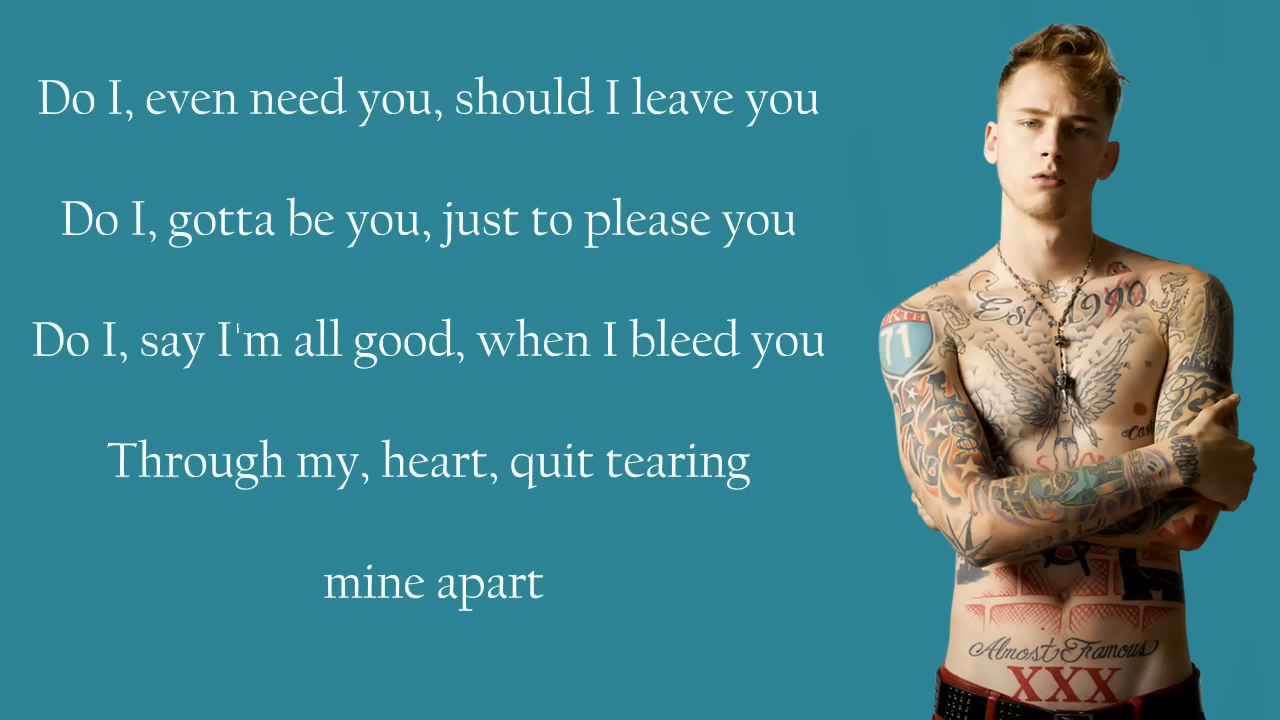 Do I, even need you, should I leave you
Do I, gotta be you, just to please you
Do I, say I'm all good, when I bleed you
Through my, heart, quit tearing
mine apart
Est. 1990
71
Almost Famous
XXX